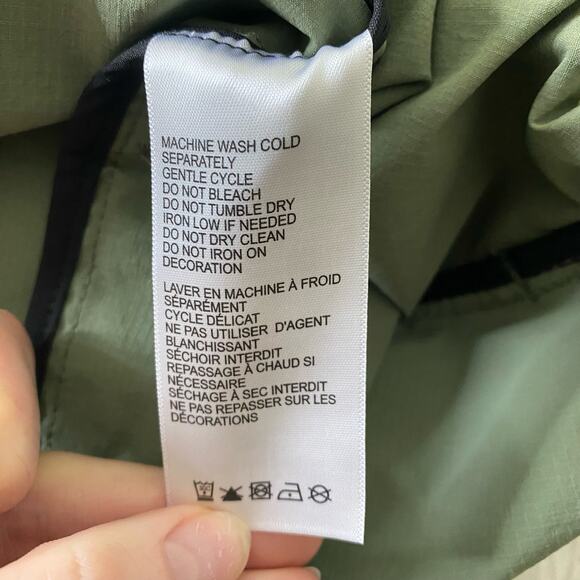 MACHINE WASH COLD
SEPARATELY
GENTLE CYCLE
DO NOT BLEACH
DO NOT TUMBLE DRY
IRON LOW IF NEEDED
DO NOT DRY CLEAN
DO NOT IRON ON
DECORATION
LAVER EN MACHINE À FROID
SÉPARÉMENT
CYCLE DÉLICAT
NE PAS UTILISER D'AGENT
BLANCHISSANT
SÉCHOIR INTERDIT
REPASSAGE À CHAUD SI
NÉCESSAIRE
SÉCHAGE À SEC INTERDIT
NE PAS REPASSER SUR LES
DÉCORATIONS